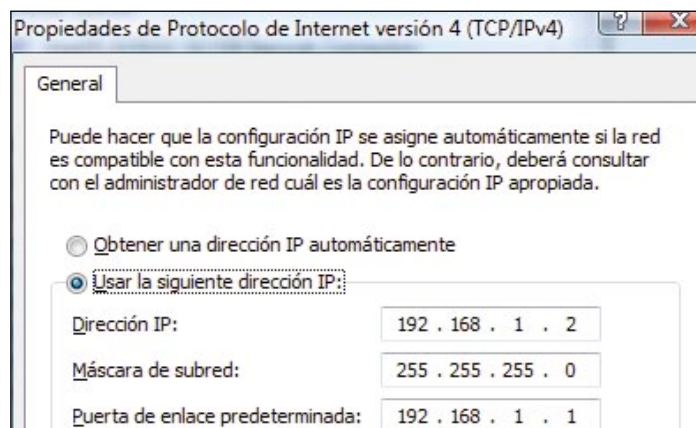 Propiedades de Protocolo de Internet versión 4 (TCP/IPv4)
General
Puede hacer que la configuración IP se asigne automáticamente si la red
es compatible con esta funcionalidad. De lo contrario, deberá consultar
con el administrador de red cuál es la configuración IP apropiada.
Obtener una dirección IP automáticamente
Usar la siguiente dirección IP:
Dirección IP: 192 . 168 . 1 . 2
Máscara de subred: 255 . 255 . 255 . 0
Puerta de enlace predeterminada: 192 . 168 . 1 . 1